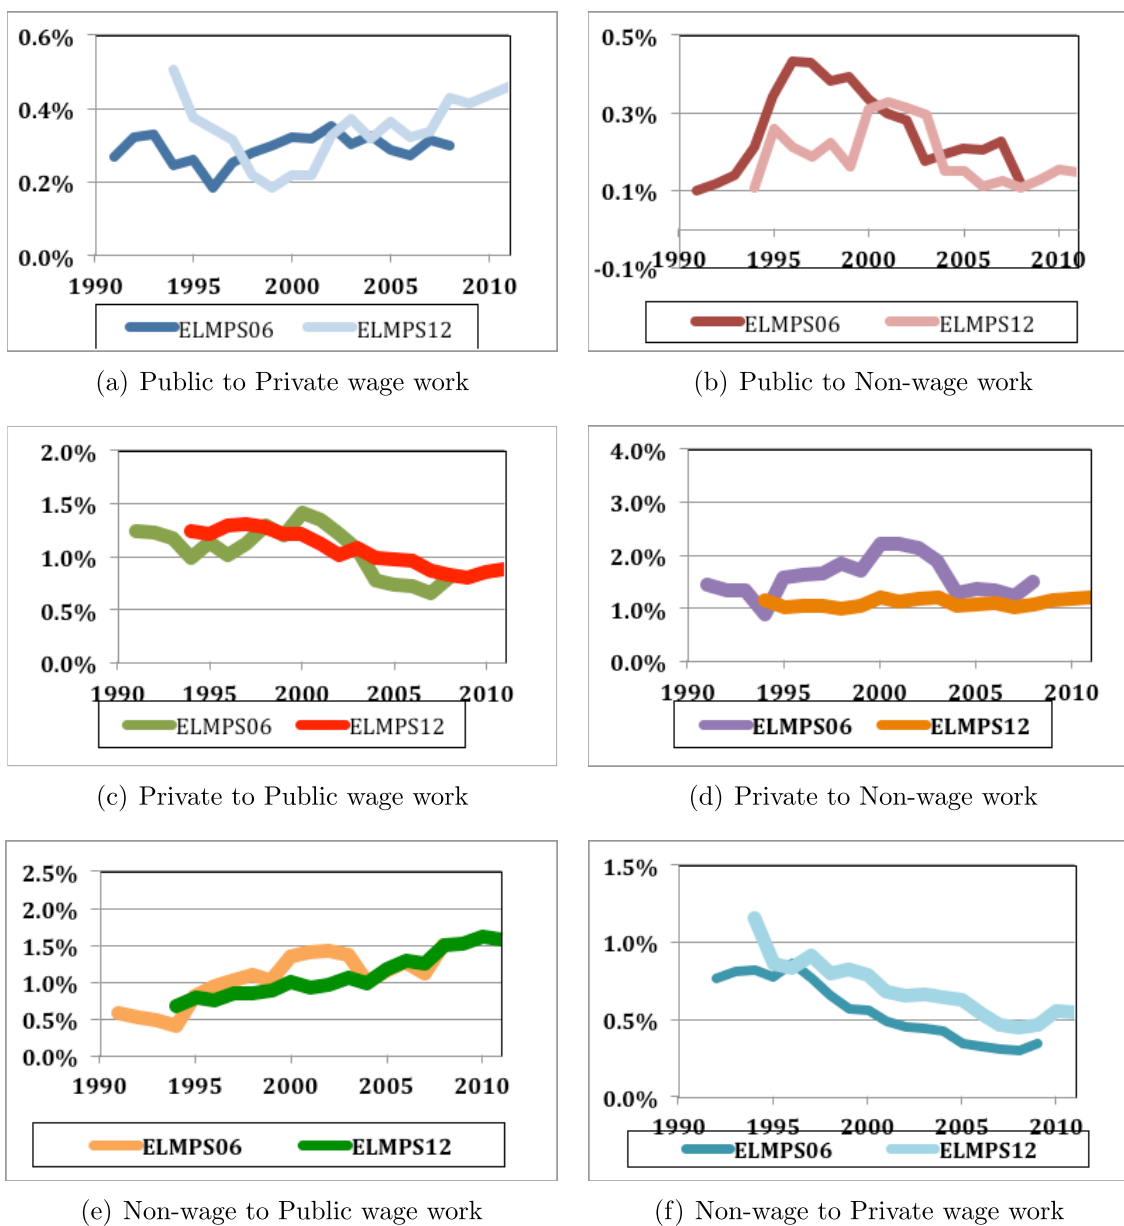 0.6%
0.4%
0.2%
0.0%
1990 1995 2000 2005 2010
ELMPS06 ELMPS12
(a) Public to Private wage work
0.5%
0.3%
0.1%
-0.1%
1990 1995 2000 2005 2010
ELMPS06 ELMPS12
(b) Public to Non-wage work
2.0%
1.5%
1.0%
0.5%
0.0%
1990 1995 2000 2005 2010
ELMPS06 ELMPS12
(c) Private to Public wage work
4.0%
3.0%
2.0%
1.0%
0.0%
1990 1995 2000 2005 2010
ELMPS06 ELMPS12
(d) Private to Non-wage work
2.5%
2.0%
1.5%
1.0%
0.5%
0.0%
1990 1995 2000 2005 2010
ELMPS06 ELMPS12
(e) Non-wage to Public wage work
1.5%
1.0%
0.5%
0.0%
1990 1995 2000 2005 2010
ELMPS06 ELMPS12
(f) Non-wage to Private wage work